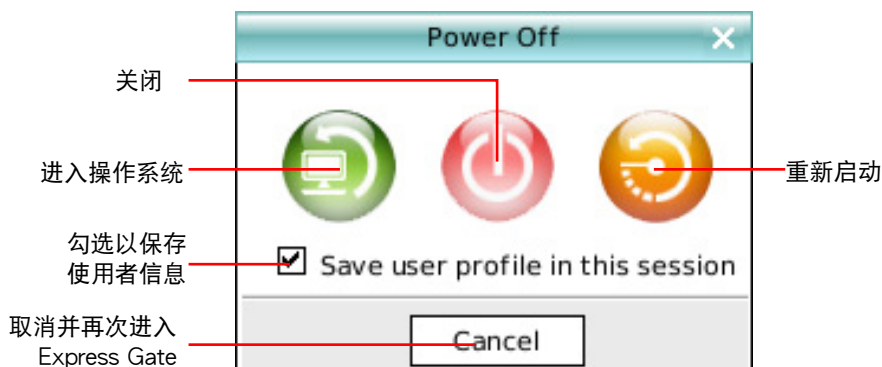 Power Off
关闭
进入操作系统
重新启动
勾选以保存
使用者信息
Save user profile in this session
取消并再次进入
Express Gate
Cancel